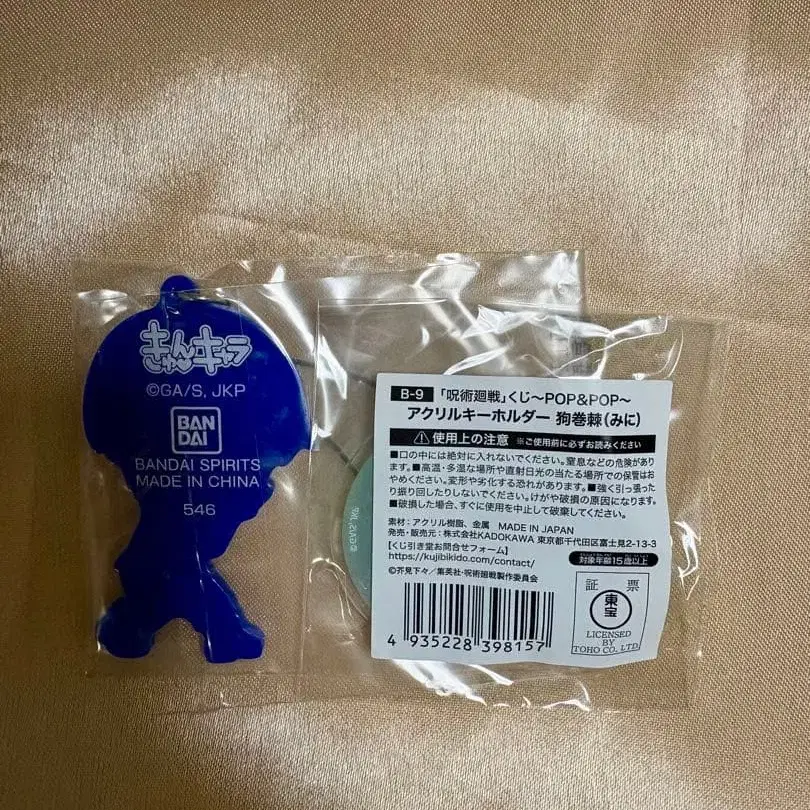 きゅんキャラ
©GA/S, JKP
BAN
DAI
BANDAI SPIRITS
MADE IN CHINA
546
B-9 「呪術廻戦」くじ～POP&POP～
アクリルキーホルダー 狗巻棘(みに)
使用上の注意 ※ご使用前に必ずお読みください
■口の中には絶対に入れないでください。窒息などの危険があり
ます。■高温・多湿な場所や直射日光の当たる場所での保管はお
やめください。変形や劣化する恐れがあります。■強く引っ張った
り振り回したりしないでください。けがや破損の原因になります。
■破損した場合、すぐに使用を中止して破棄してください。
素材：アクリル樹脂、金属 MADE IN JAPAN
発売・販売元：株式会社KADOKAWA 東京都千代田区富士見2-13-3
【くじ引き堂お問合せフォーム】
https://kujibikido.com/contact/
対象年齢15歳以上
©芥見下々／集英社・呪術廻戦製作委員会
4 935228 398157
証票
東宝
LICENSED
BY
TOHO CO., LTD.
©GA/S, JKP